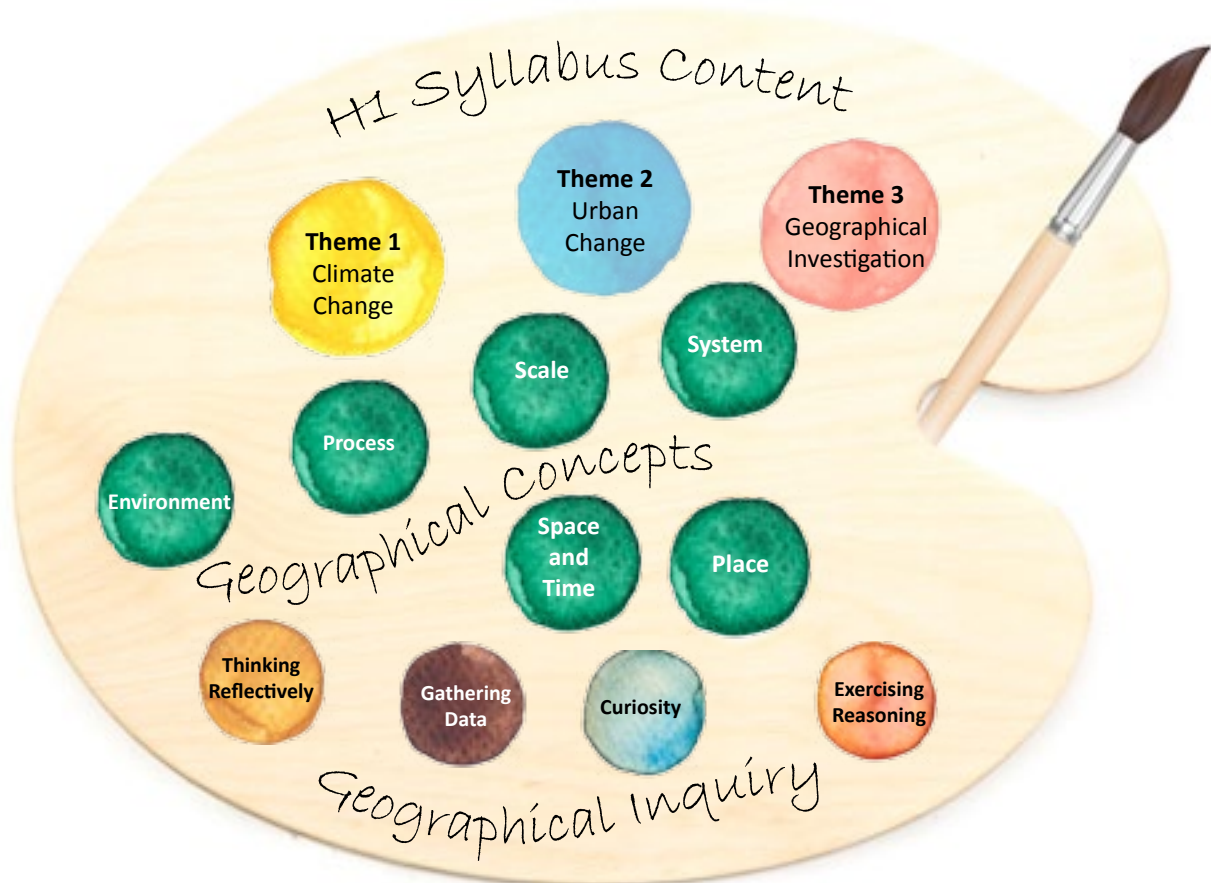 H1 Syllabus Content
Theme 1
Climate
Change
Theme 2
Urban
Change
Theme 3
Geographical
Investigation
Environment
Process
Scale
System
Geographical Concepts
Space
and
Time
Place
Thinking
Reflectively
Gathering
Data
Curiosity
Exercising
Reasoning
Geographical Inquiry